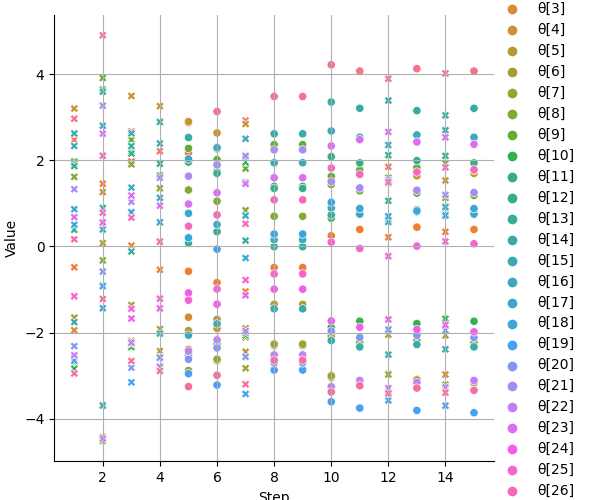 4
2
0
−2
−4
Value
2
4
6
8
10
12
14
Step
θ[3]
θ[4]
θ[5]
θ[6]
θ[7]
θ[8]
θ[9]
θ[10]
θ[11]
θ[12]
θ[13]
θ[14]
θ[15]
θ[16]
θ[17]
θ[18]
θ[19]
θ[20]
θ[21]
θ[22]
θ[23]
θ[24]
θ[25]
θ[26]